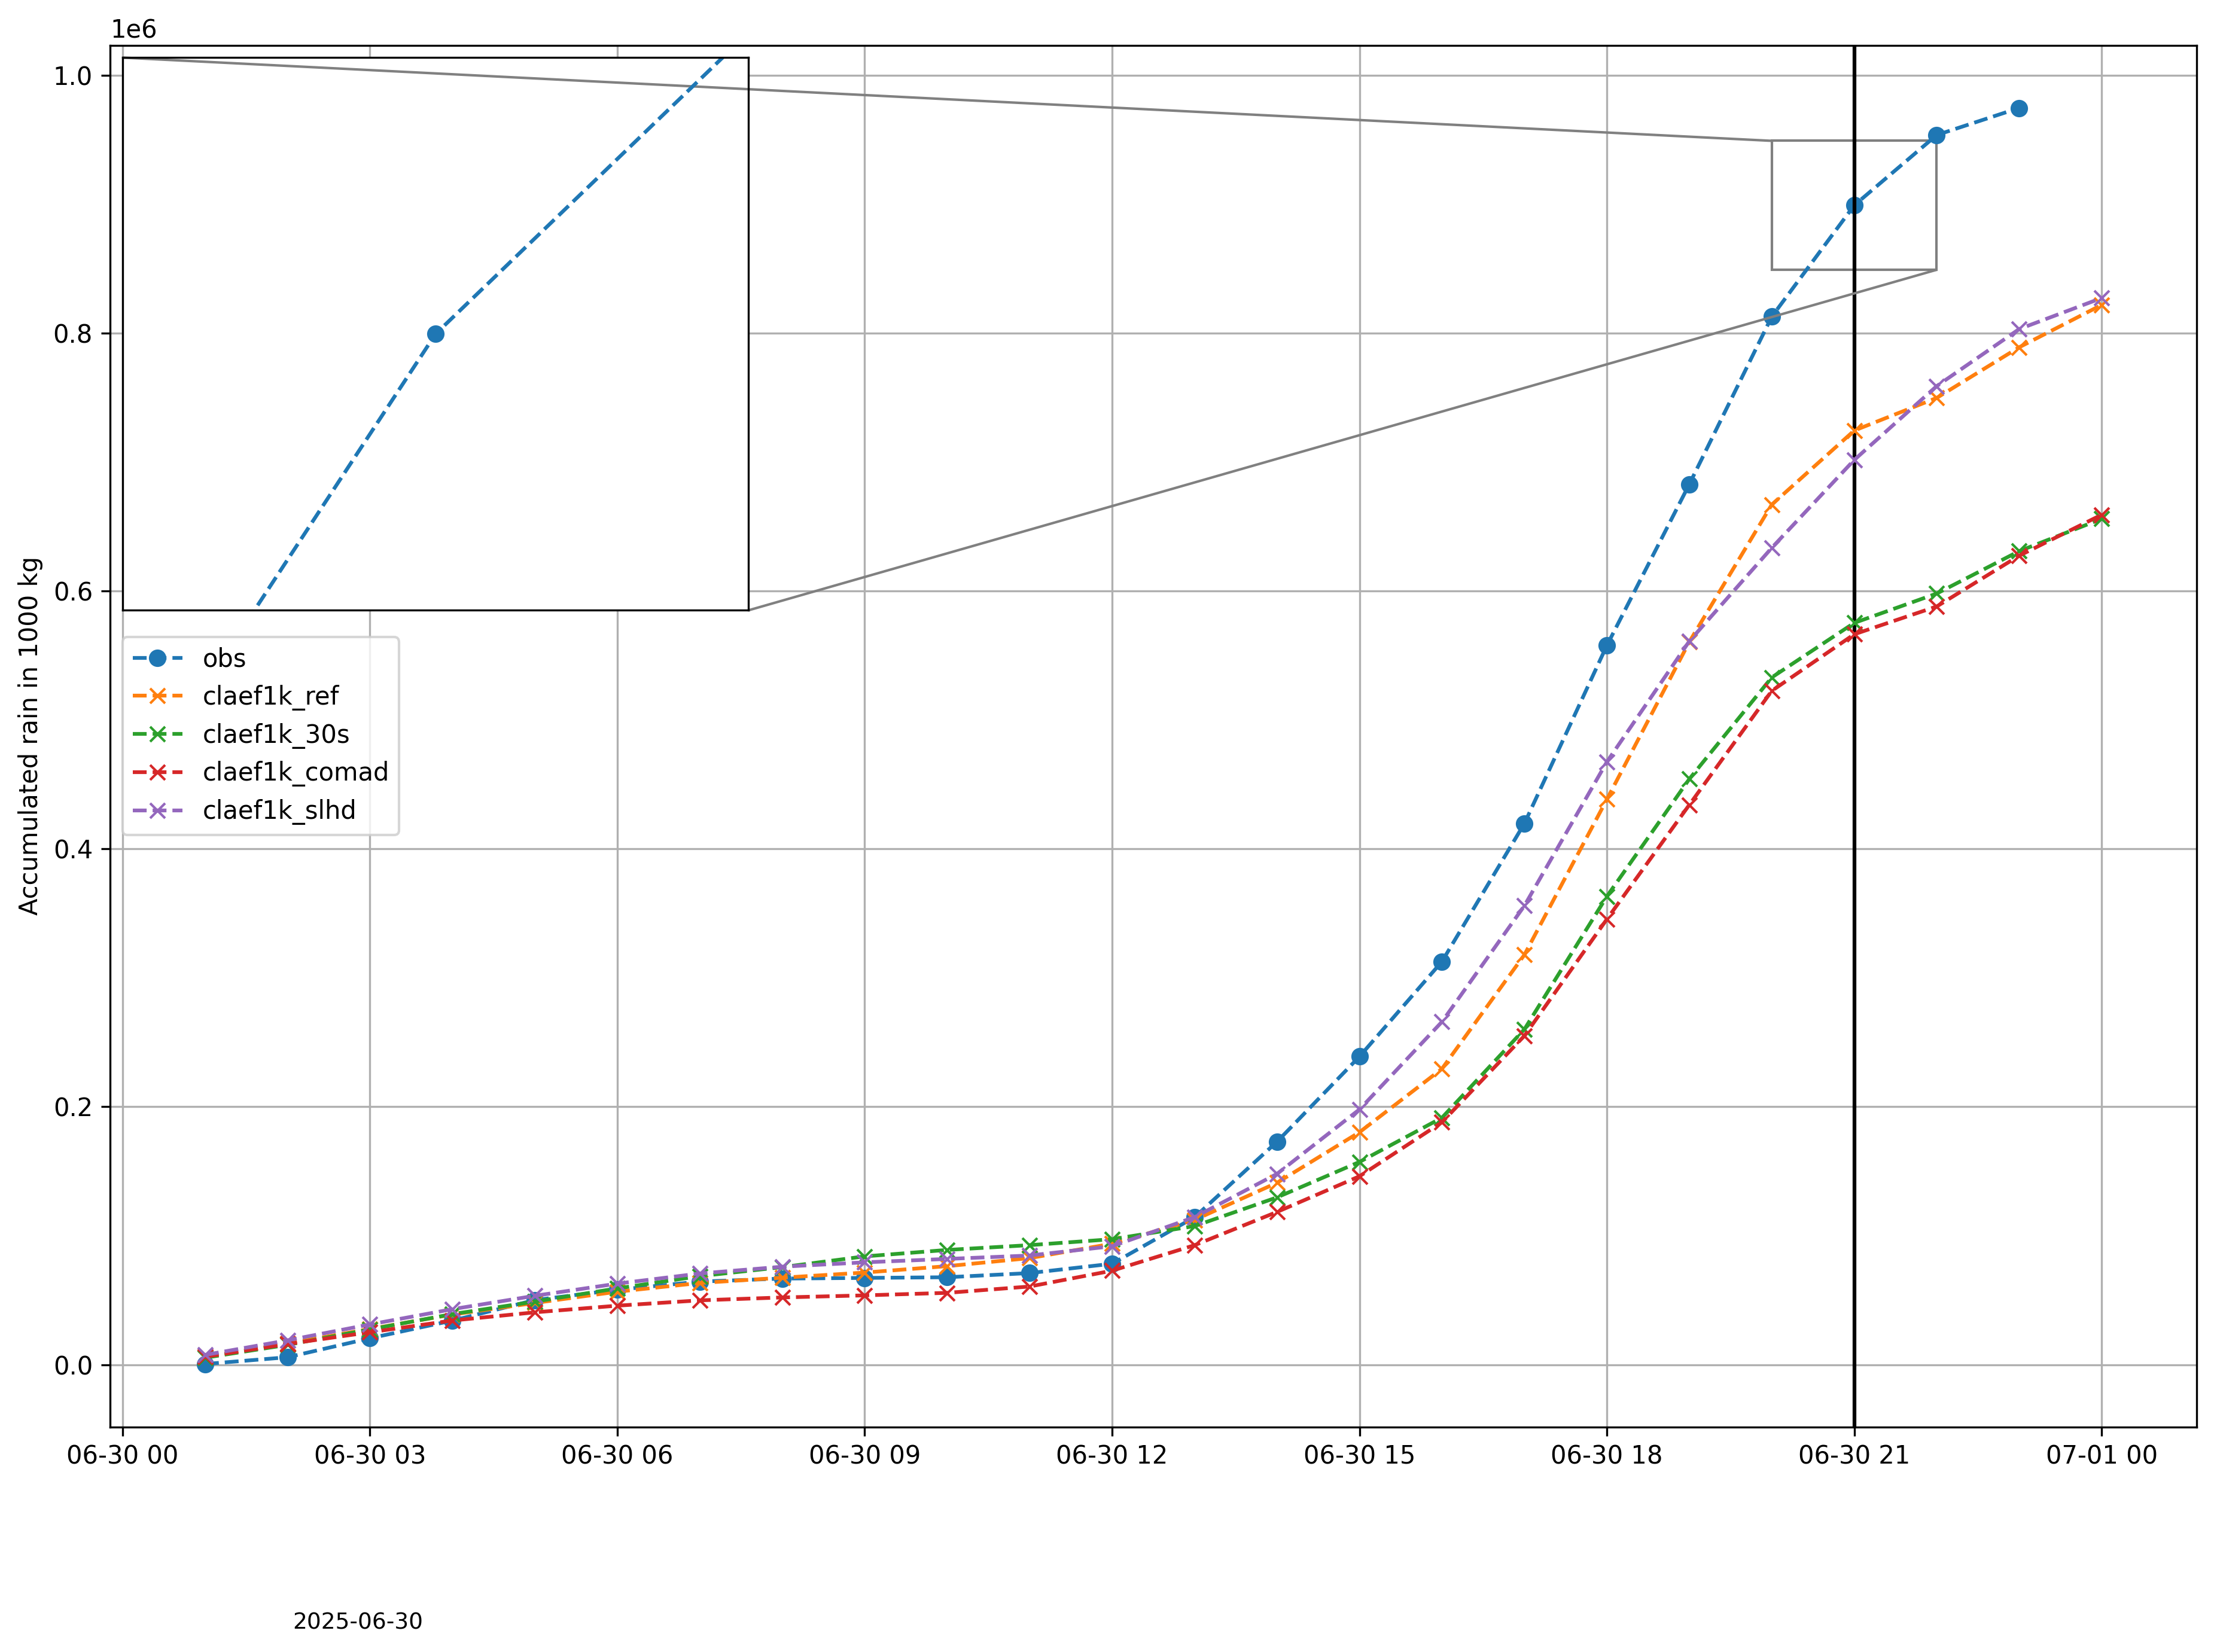 1e6
1.0
0.8
0.6
0.4
0.2
0.0
Accumulated rain in 1000 kg
obs
claef1k_ref
claef1k_30s
claef1k_comad
claef1k_slhd
06-30 00 06-30 03 06-30 06 06-30 09 06-30 12 06-30 15 06-30 18 06-30 21 07-01 00
2025-06-30